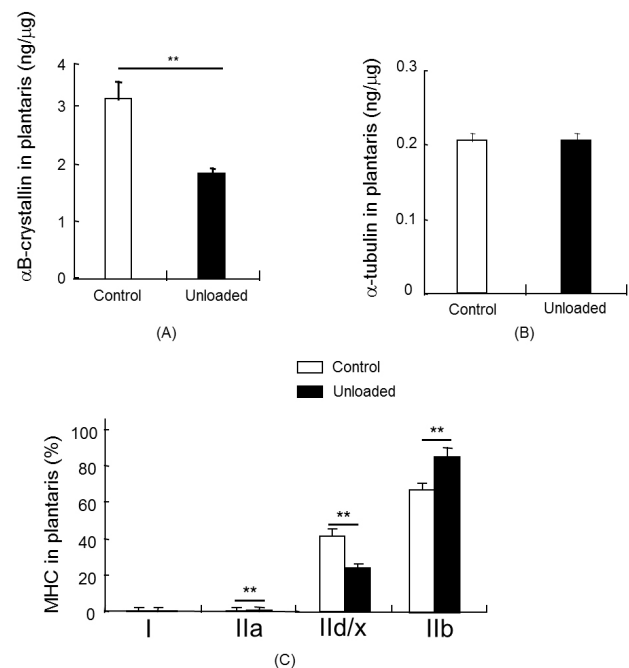 αB-crystallin in plantaris (ng/μg)
4
3
2
1
0
**
Control
Unloaded
(A)
α-tubulin in plantaris (ng/μg)
0.3
0.2
0.1
0
Control
Unloaded
(B)
Control
Unloaded
MHC in plantaris (%)
100
80
60
40
20
0
**
**
**
I
IIa
IId/x
IIb
(C)